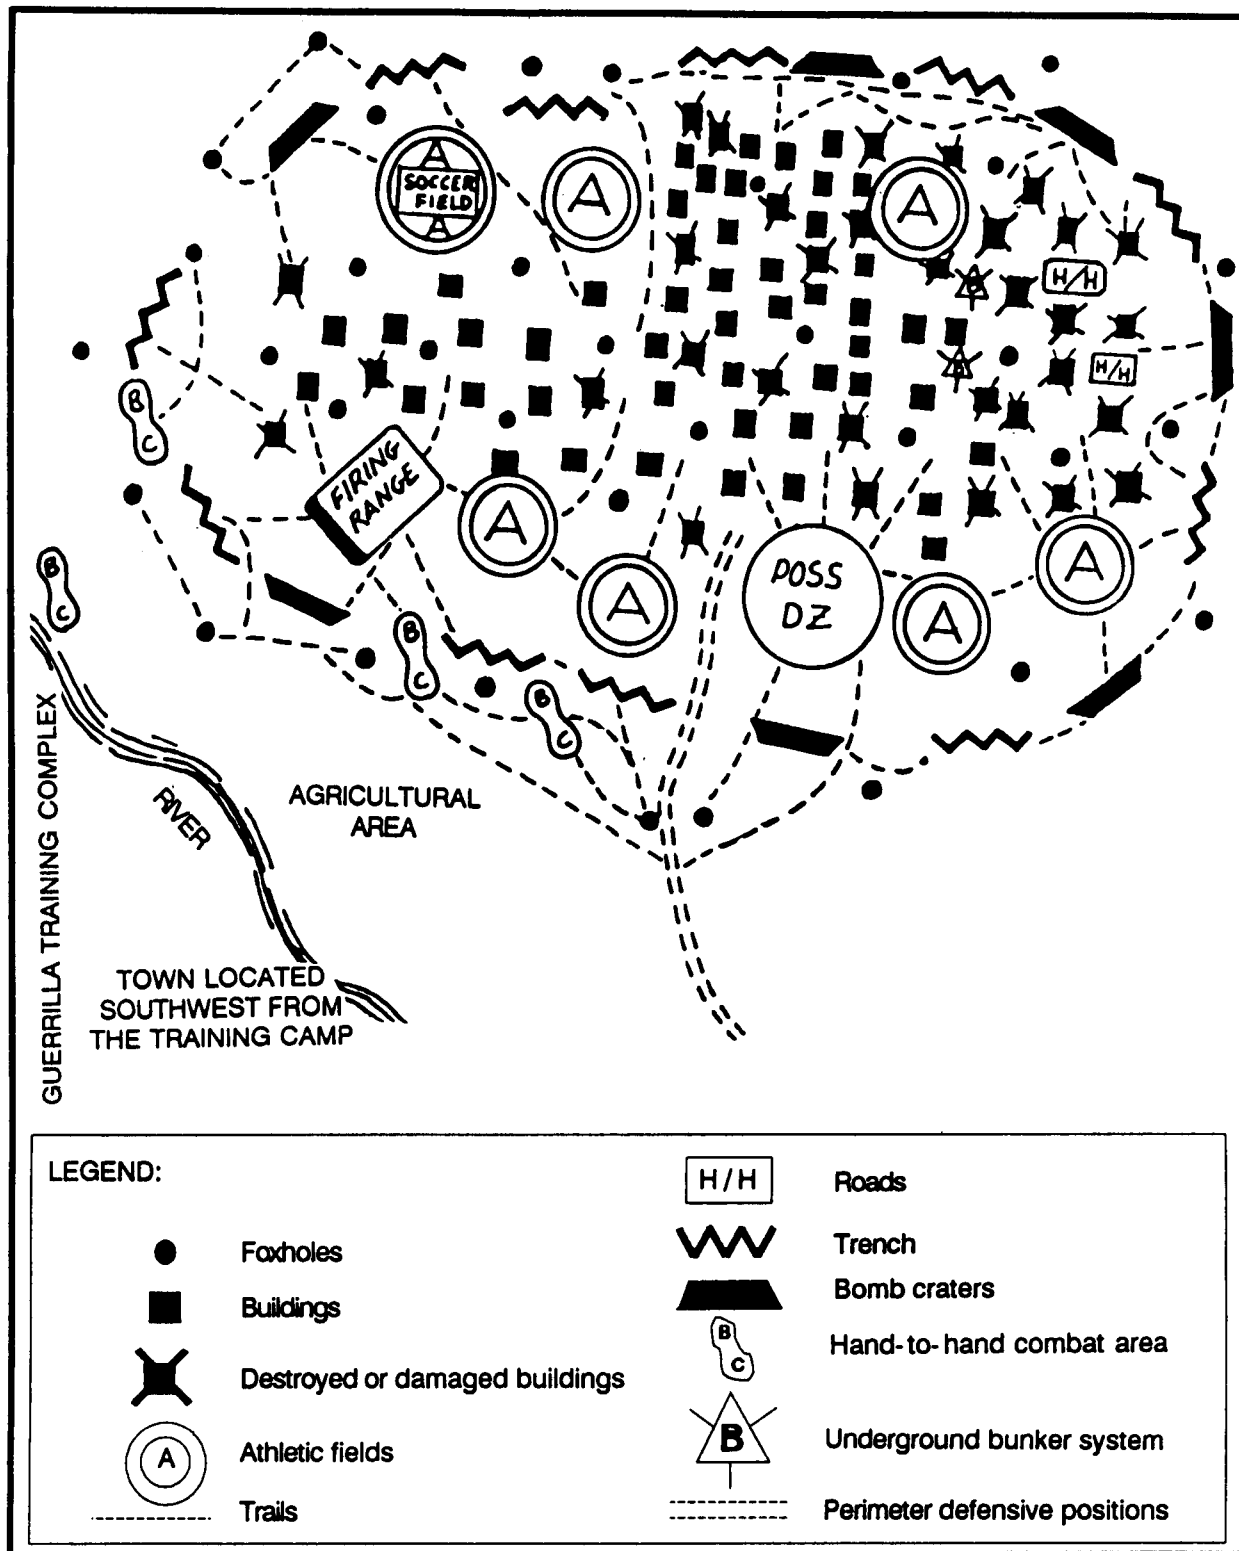 A
SOCCER
FIELD
A
A
A
H/H
B
B
H/H
B
C
FIRING
RANGE
A
A
POSS
DZ
A
A
B
C
B
C
B
C
GUERRILLA TRAINING COMPLEX
RIVER
AGRICULTURAL
AREA
TOWN LOCATED
SOUTHWEST FROM
THE TRAINING CAMP
LEGEND:
Foxholes
Buildings
Destroyed or damaged buildings
A
Athletic fields
Trails
H/H
Roads
Trench
Bomb craters
B
C
Hand-to-hand combat area
B
Underground bunker system
Perimeter defensive positions